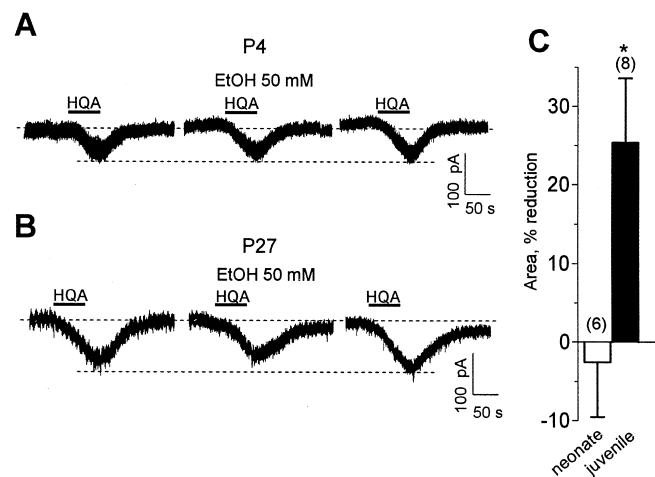 A
P4
EtOH 50 mM
HQA HQA HQA
100 pA
50 s
B
P27
EtOH 50 mM
HQA HQA HQA
100 pA
50 s
C
*
(8)
Area, % reduction
30
20
10
0
-10
(6)
neonate
juvenile